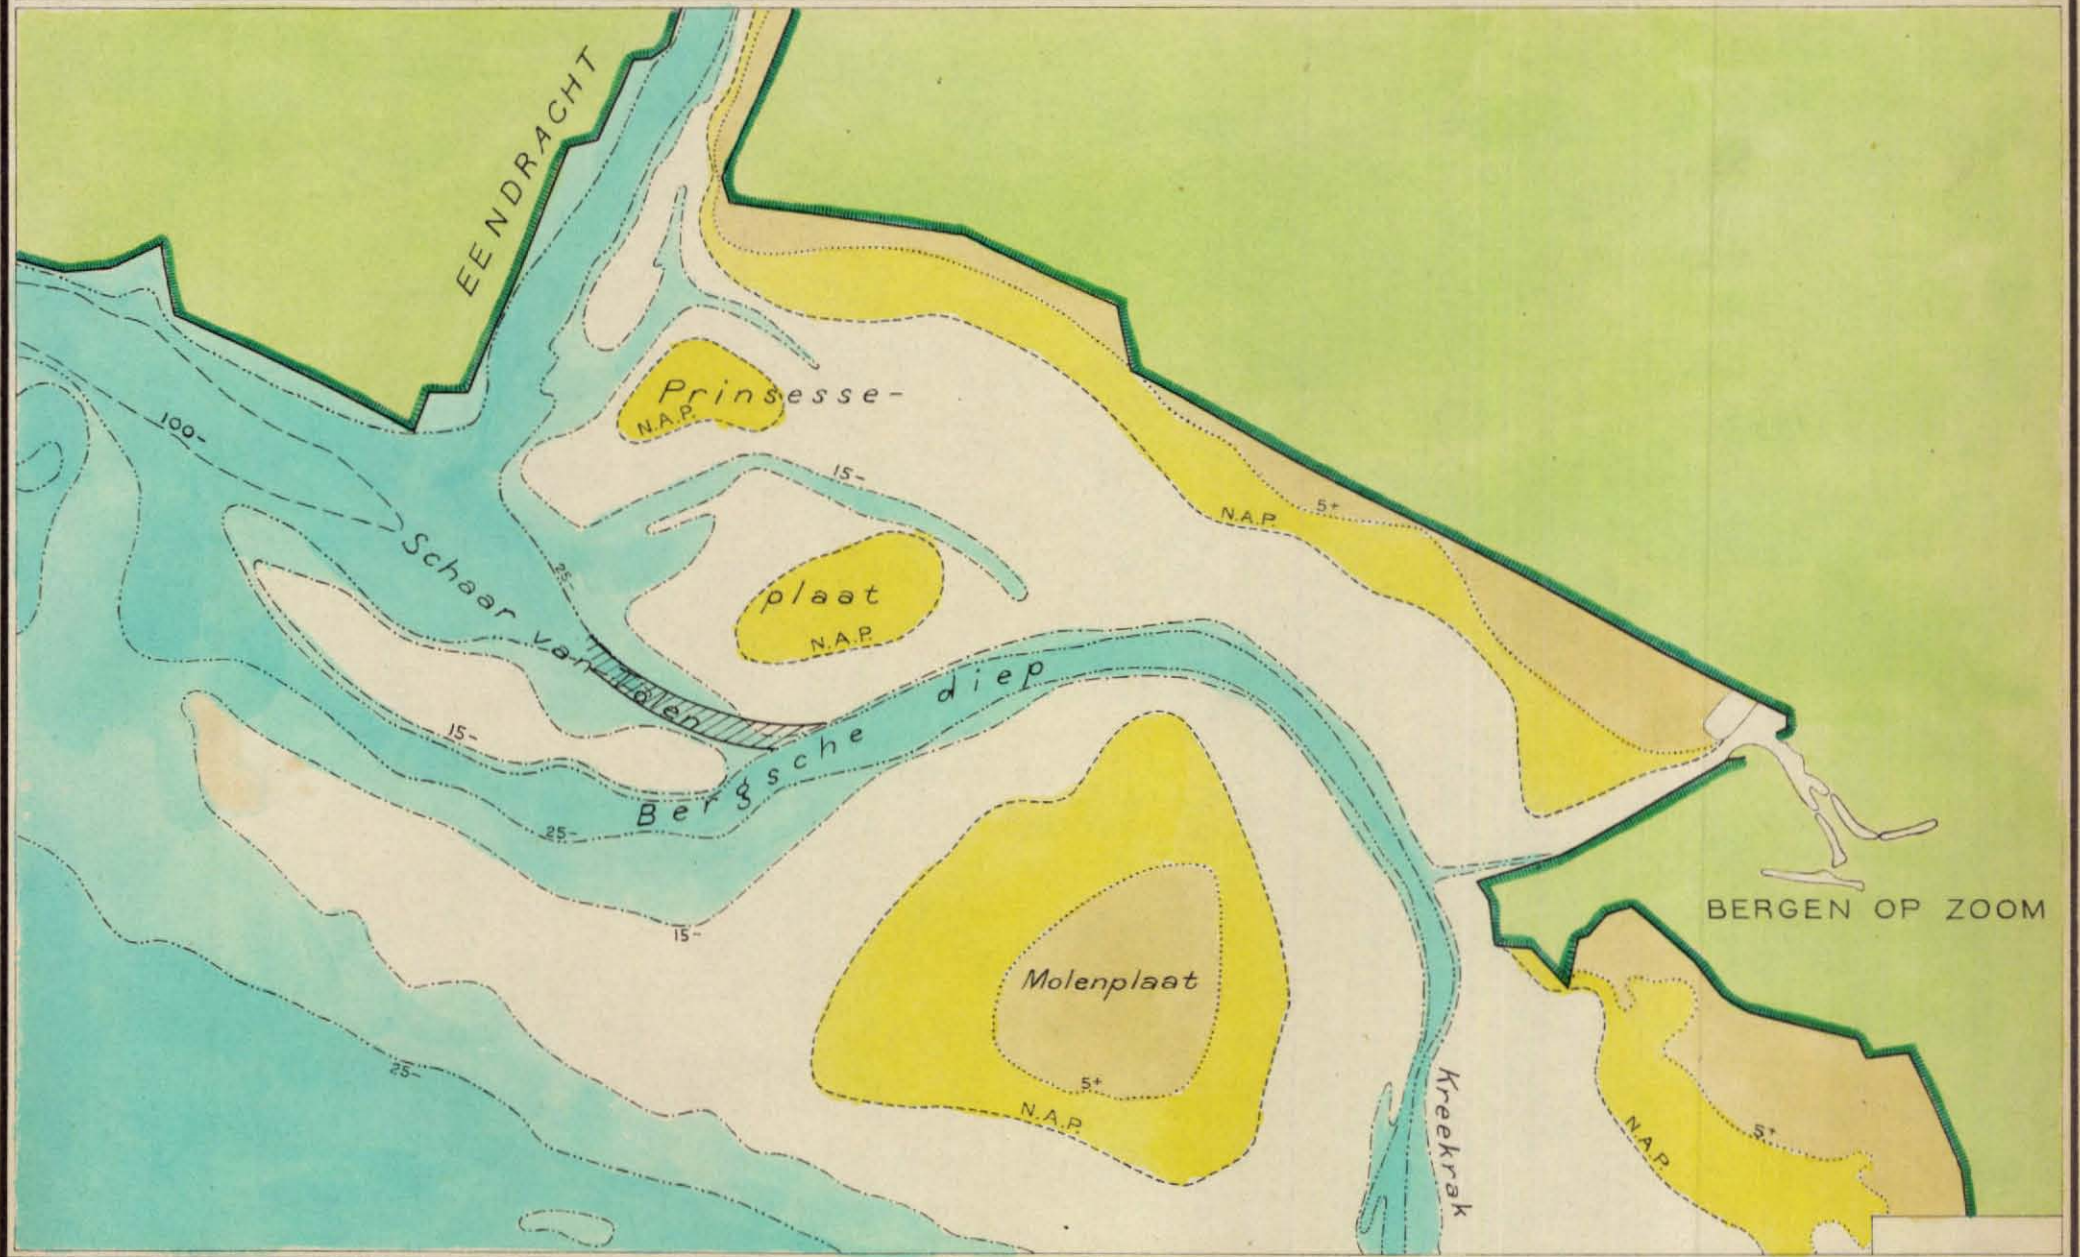 EENDRACHT
Prinsesse-
N.A.P.
100-
15-
5+
N.A.P.
Schaar van Tolen
25-
plaat
N.A.P.
diep
15-
Bergsche
25-
BERGEN OP ZOOM
15-
Molenplaat
25-
5+
N.A.P.
Kreekrak
5+
N.A.P.